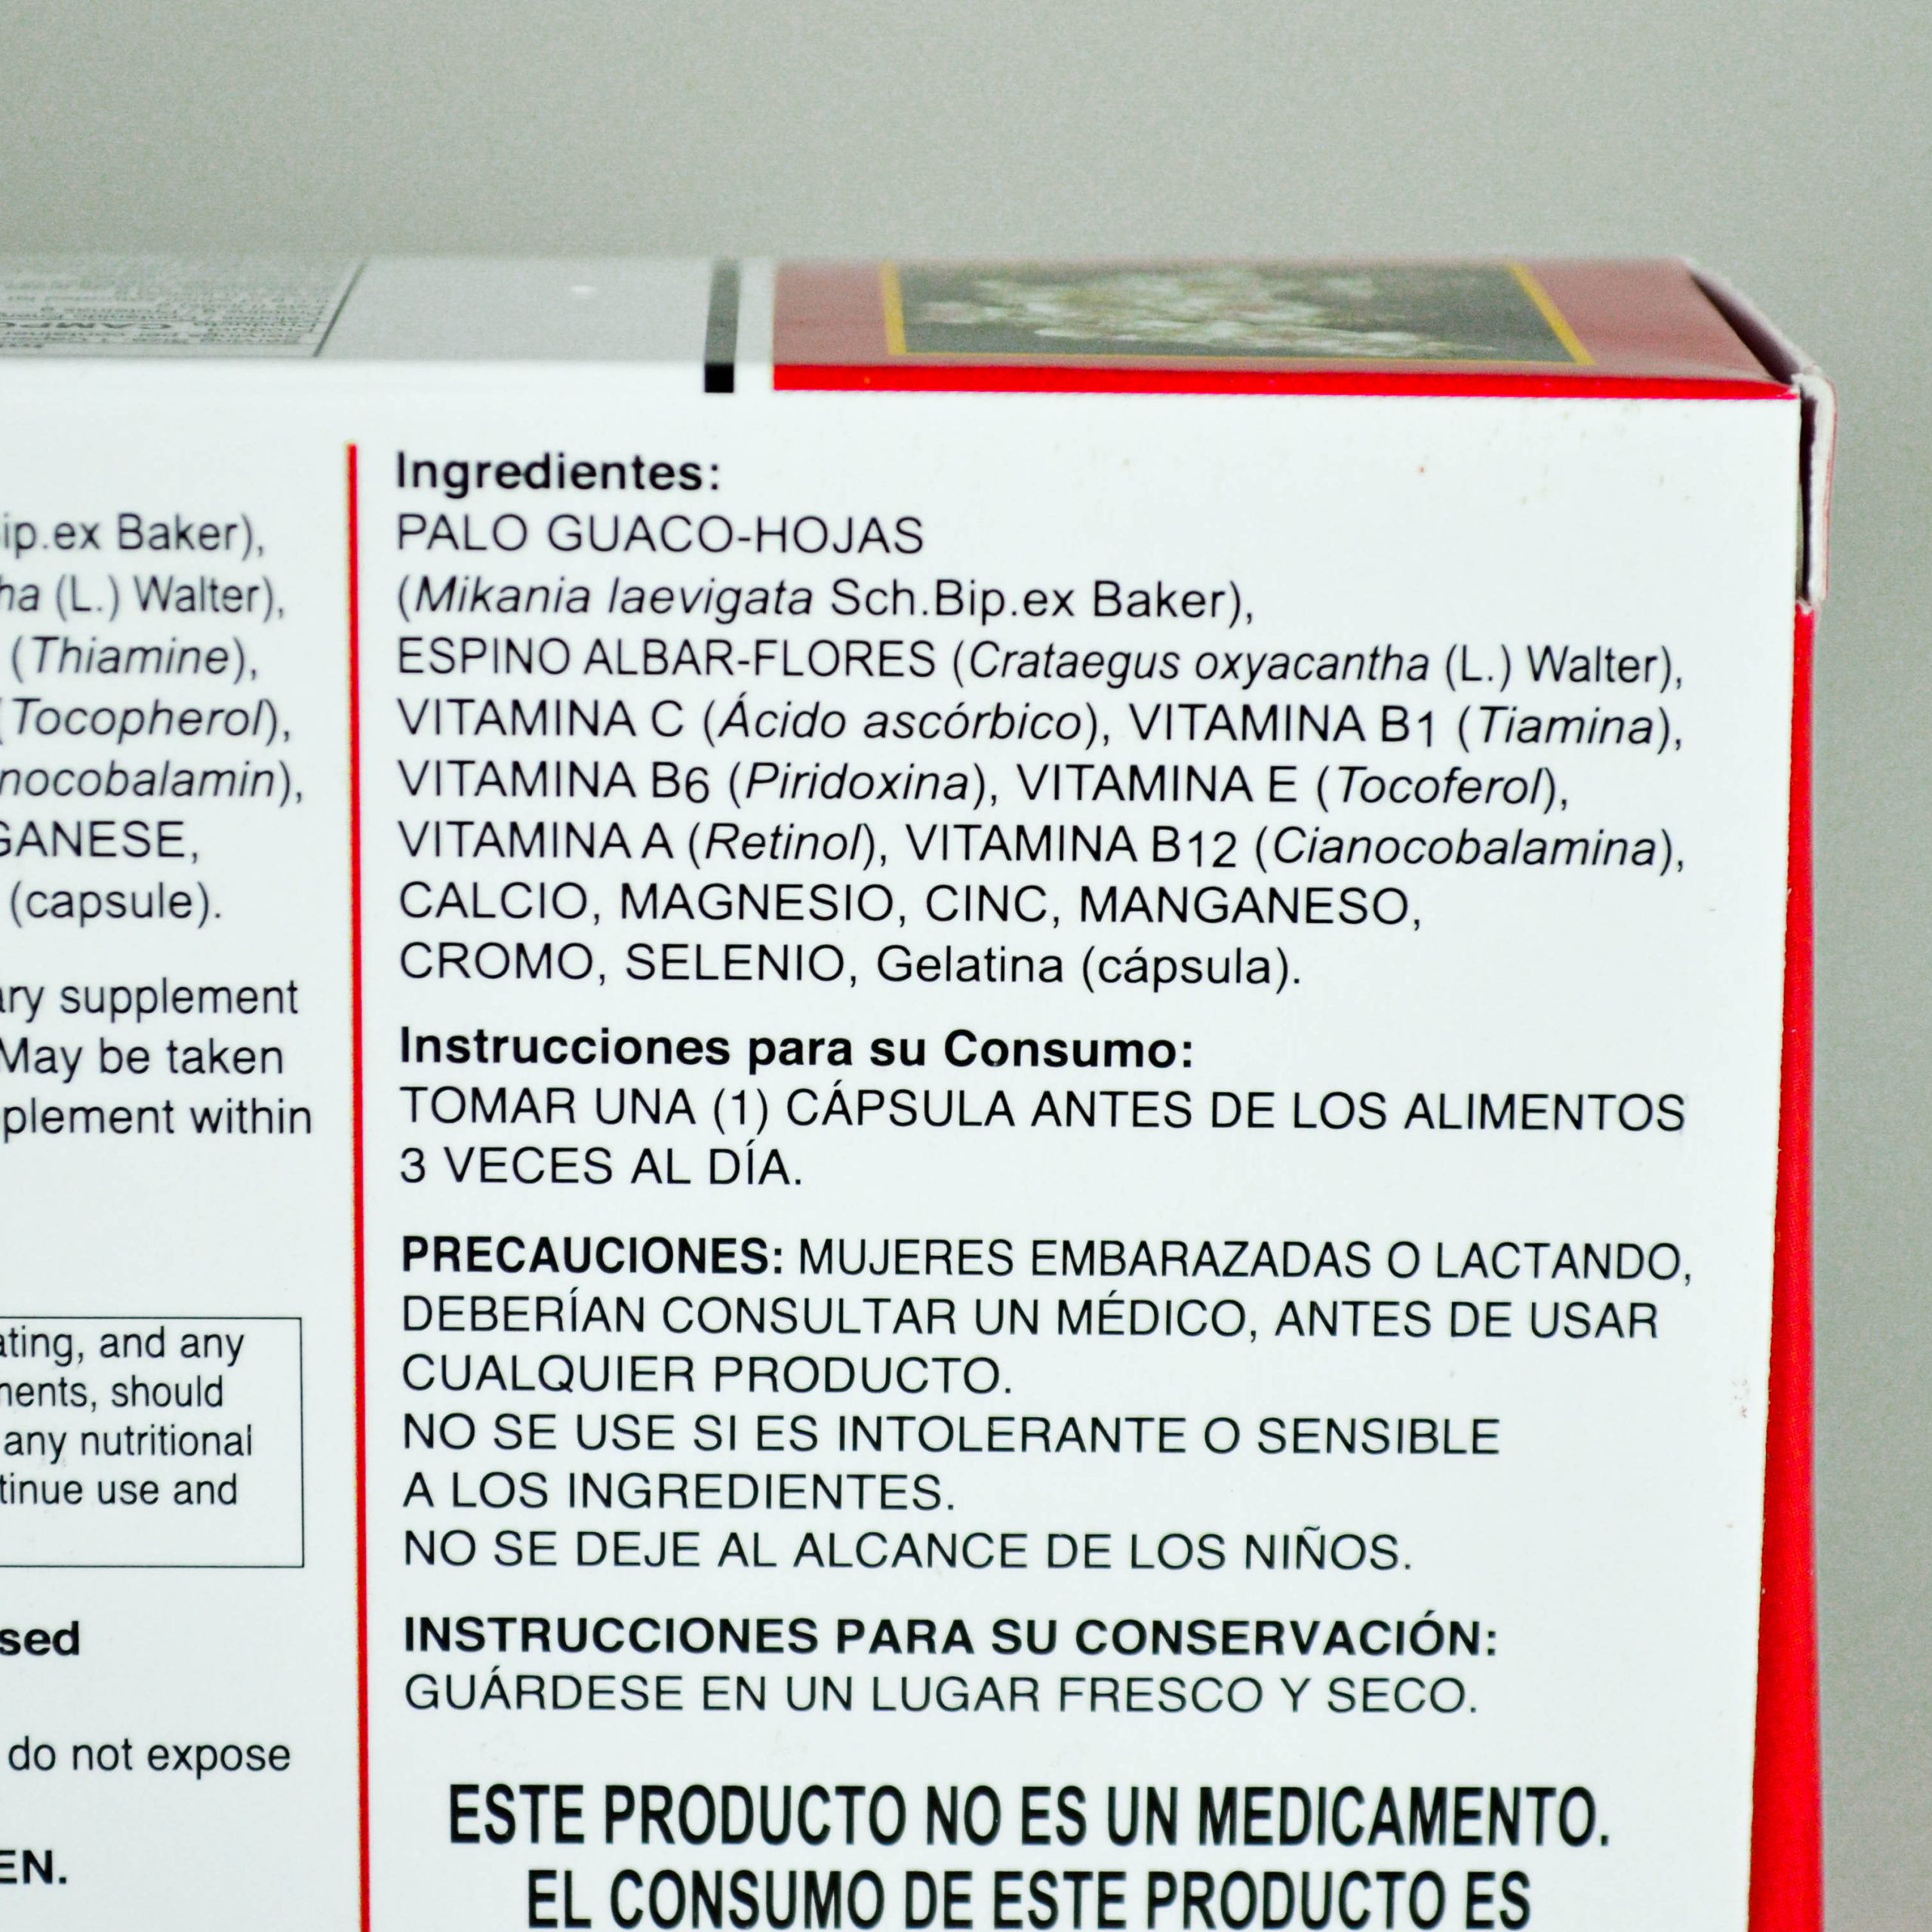 ip.ex Baker),
ha (L.) Walter),
(Thiamine),
(Tocopherol),
nocobalamin),
GANESE,
(capsule).
ry supplement
May be taken
plement within
ting, and any
ments, should
any nutritional
tinue use and
sed
do not expose
EN.
Ingredientes:
PALO GUACO-HOJAS
(Mikania laevigata Sch.Bip.ex Baker),
ESPINO ALBAR-FLORES (Crataegus oxyacantha (L.) Walter),
VITAMINA C (Ácido ascórbico), VITAMINA B1 (Tiamina),
VITAMINA B6 (Piridoxina), VITAMINA E (Tocoferol),
VITAMINA A (Retinol), VITAMINA B12 (Cianocobalamina),
CALCIO, MAGNESIO, CINC, MANGANESO,
CROMO, SELENIO, Gelatina (cápsula).
Instrucciones para su Consumo:
TOMAR UNA (1) CÁPSULA ANTES DE LOS ALIMENTOS
3 VECES AL DÍA.
PRECAUCIONES: MUJERES EMBARAZADAS O LACTANDO,
DEBERÍAN CONSULTAR UN MÉDICO, ANTES DE USAR
CUALQUIER PRODUCTO.
NO SE USE SI ES INTOLERANTE O SENSIBLE
A LOS INGREDIENTES.
NO SE DEJE AL ALCANCE DE LOS NIÑOS.
INSTRUCCIONES PARA SU CONSERVACIÓN:
GUÁRDESE EN UN LUGAR FRESCO Y SECO.
ESTE PRODUCTO NO ES UN MEDICAMENTO.
EL CONSUMO DE ESTE PRODUCTO ES